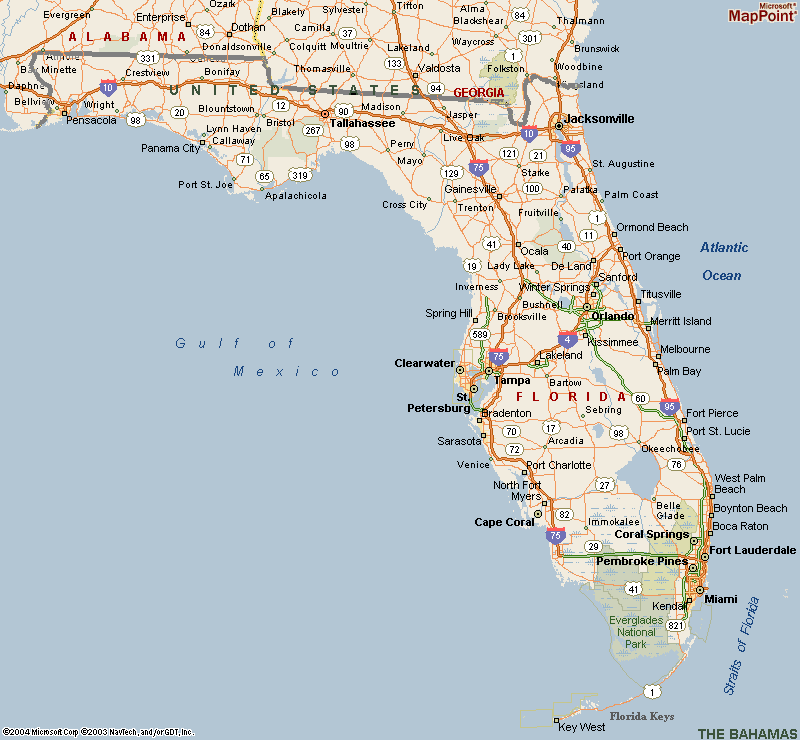 Microsoft®
MapPoint®
Enterprise
Ozark
Blakely
Sylvester
Tifton
Alma
Blackshear
84
Thalmann
ALABAMA
84
Dothan
Camilla
37
Lakeland
Waycross
301
Brunswick
Donaldsonville
Colquitt
Moultrie
133
1
Woodbine
331
Thomasville
Valdosta
Folkston
Minette
Crestview
Bonifay
94
GEORGIA
Daphne
10
UNITED STATES
Bellview
Wright
Blountstown
12
90
Madison
Jasper
Jacksonville
Pensacola
98
20
Bristol
Tallahassee
10
Lynn Haven
267
Live Oak
95
Panama City
Callaway
98
Perry
121
21
St. Augustine
71
Mayo
75
Starke
Port St. Joe
65
319
129
Gainesville
100
Palatka
Palm Coast
Apalachicola
Cross City
Trenton
Fruitville
1
41
11
Ormond Beach
Ocala
40
Port Orange
Atlantic
Ocean
19
Lady Lake
De Land
Sanford
Inverness
Winter Springs
Titusville
Bushnell
Spring Hill
Brooksville
Orlando
Merritt Island
589
4
Kissimmee
Gulf of
Mexico
75
Melbourne
Clearwater
Lakeland
Palm Bay
Tampa
Bartow
St.
Petersburg
FLORIDA
60
95
Bradenton
Sebring
Fort Pierce
70
17
98
Port St. Lucie
Sarasota
72
Arcadia
Okeechobee
Venice
Port Charlotte
76
North Fort
Myers
27
West Palm
Beach
Belle
Glade
Boynton Beach
Cape Coral
82
Immokalee
Boca Raton
75
Coral Springs
29
Fort Lauderdale
Pembroke Pines
41
Miami
Kendall
Everglades
National
Park
821
Straits of Florida
1
Florida Keys
Key West
©2004 Microsoft Corp ©2003 NavTech, and/or GDT, Inc.
THE BAHAMAS